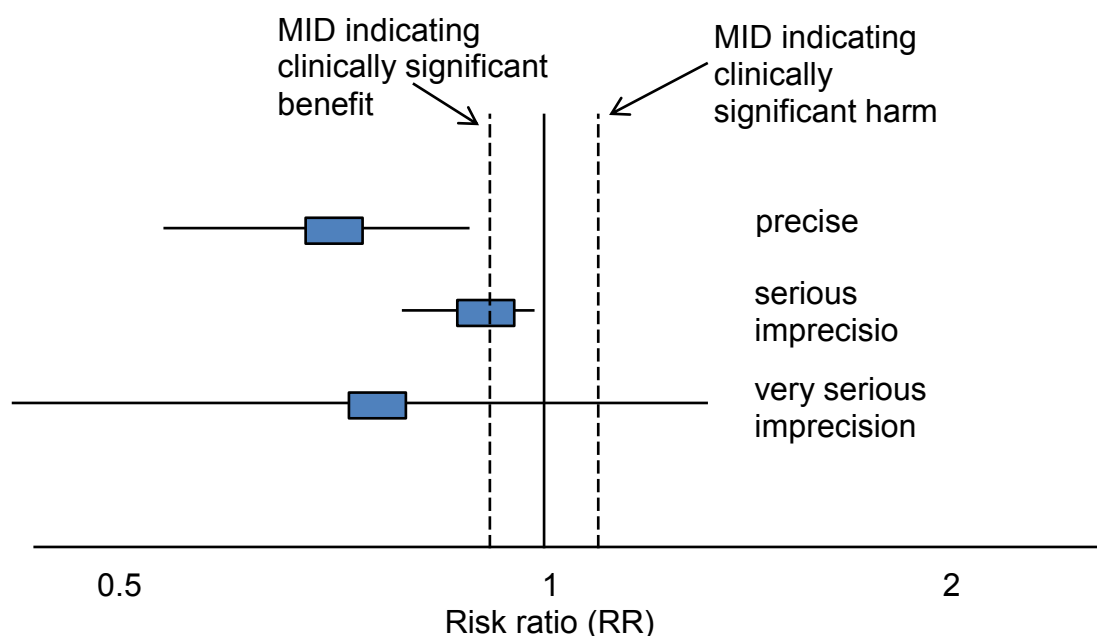 MID indicating
clinically significant
benefit
MID indicating
clinically
significant harm
precise
serious
imprecisio
very serious
imprecision
0.5
1
2
Risk ratio (RR)